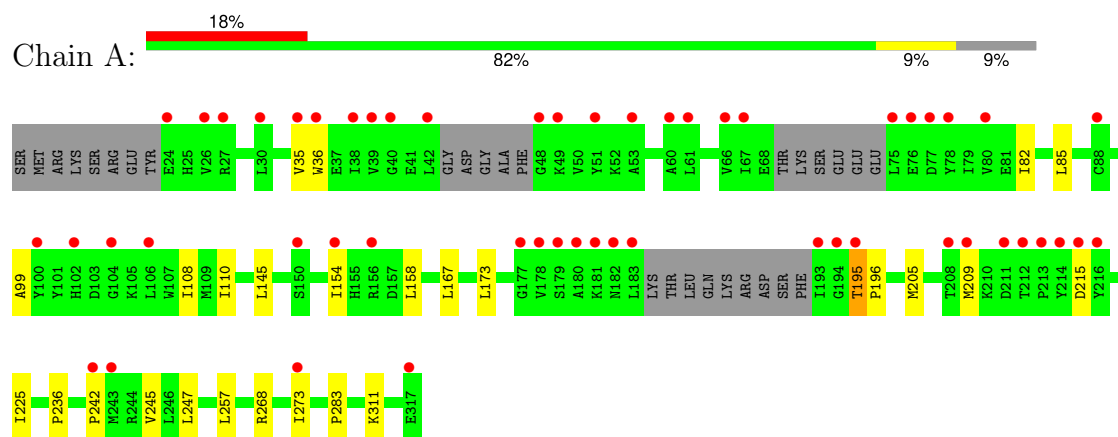 18%
Chain A:
82% 9% 9%
SER MET ARG LYS SER ARG GLU TYR E24 H25 V26 R27 L30 V35 W36 E37 I38 V39 G40 E41 L42 GLY ASP GLY ALA PHE G48 K49 V50 Y51 K52 A53 A60 L61 V66 I67 E68 THR LYS SER GLU GLU GLU L75 E76 D77 Y78 I79 V80 E81 I82 L85 C88
A99 Y100 Y101 H102 D103 G104 K105 L106 W107 I108 M109 I110 L145 S150 I154 H155 R156 D157 L158 L167 L173 G177 V178 S179 A180 K181 N182 L183 LYS THR LEU GLN LYS ARG ASP SER PHE I193 G194 T195 P196 M205 T208 M209 K210 D211 T212 P213 Y214 D215 Y216
I225 P236 P242 M243 R244 V245 L246 L247 L257 R268 I273 P283 K311 E317